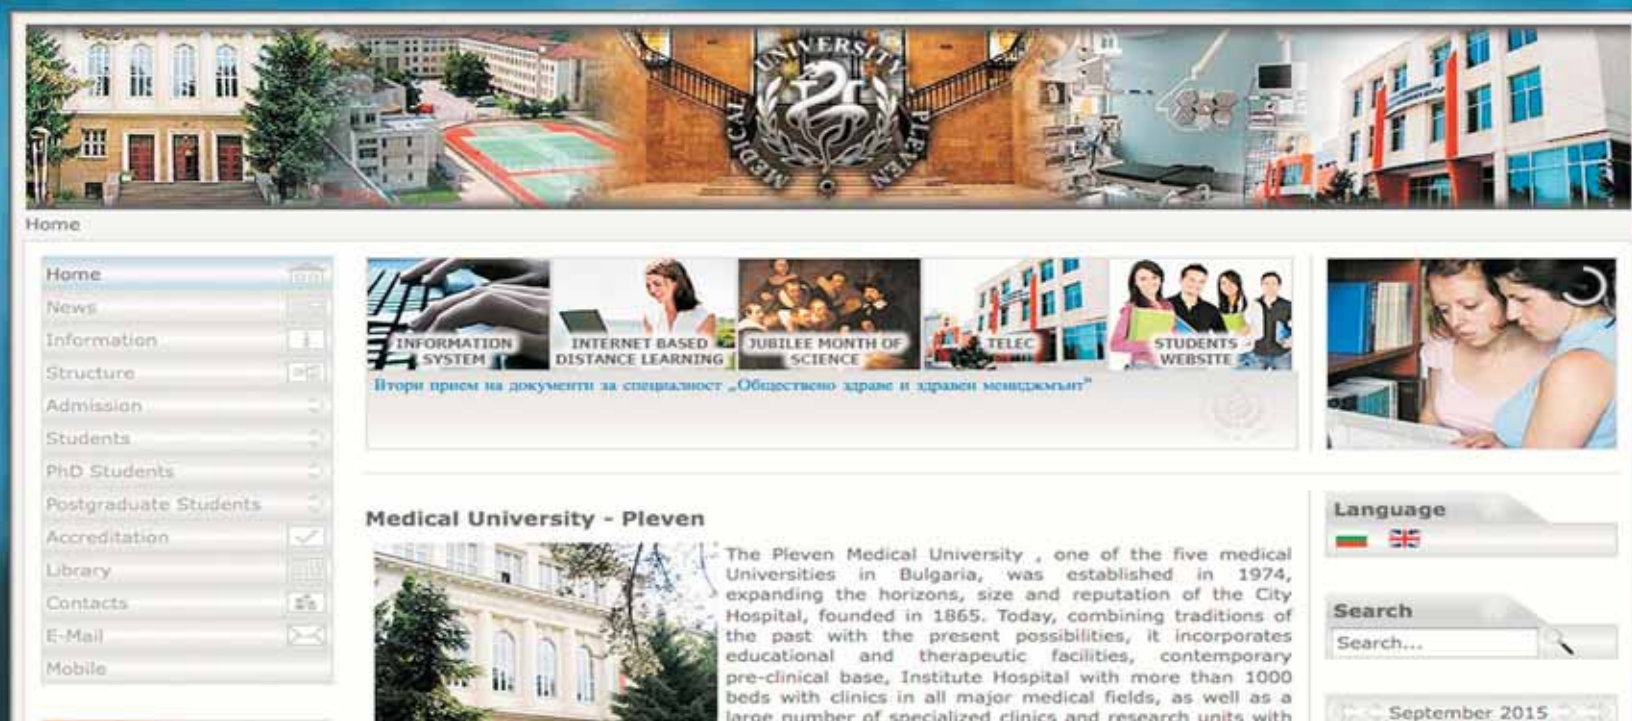 MEDICAL UNIVERSITY PLEVEN
Home
Home
News
Information
Structure
Admission
Students
PhD Students
Postgraduate Students
Accreditation
Library
Contacts
E-Mail
Mobile
INFORMATION
SYSTEM
INTERNET BASED
DISTANCE LEARNING
JUBILEE MONTH OF
SCIENCE
TELEC
STUDENTS
WEBSITE
Втори прием на документи за специалност „Обществено здраве и здравен мениджмънт"
Medical University - Pleven
The Pleven Medical University , one of the five medical
Universities in Bulgaria, was established in 1974,
expanding the horizons, size and reputation of the City
Hospital, founded in 1865. Today, combining traditions of
the past with the present possibilities, it incorporates
educational and therapeutic facilities, contemporary
pre-clinical base, Institute Hospital with more than 1000
beds with clinics in all major medical fields, as well as a
large number of specialized clinics and research units with
Language
Search
Search...
September 2015